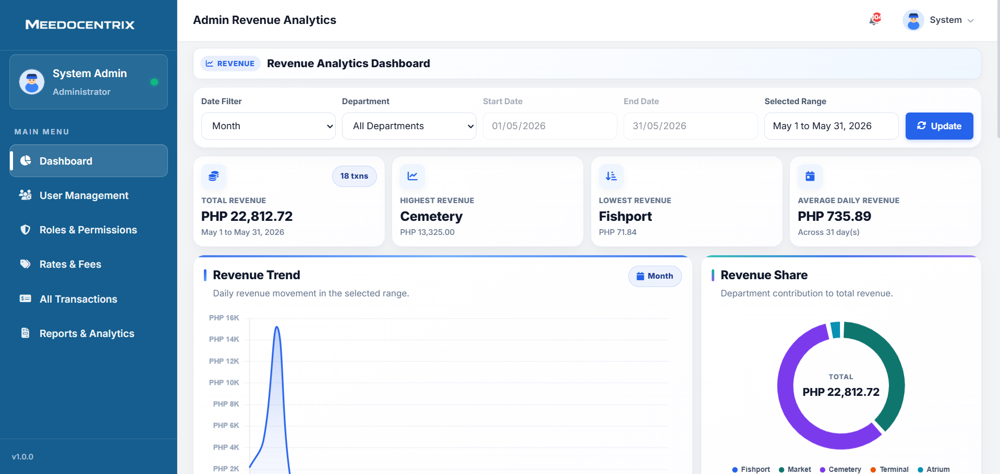 MEEDOCENTRIX
System Admin
Administrator
MAIN MENU
Dashboard
User Management
Roles & Permissions
Rates & Fees
All Transactions
Reports & Analytics
v1.0.0
Admin Revenue Analytics
104
System
REVENUE
Revenue Analytics Dashboard
Date Filter
Month
Department
All Departments
Start Date
01/05/2026
End Date
31/05/2026
Selected Range
May 1 to May 31, 2026
Update
18 txns
TOTAL REVENUE
PHP 22,812.72
May 1 to May 31, 2026
HIGHEST REVENUE
Cemetery
PHP 13,325.00
LOWEST REVENUE
Fishport
PHP 71.84
AVERAGE DAILY REVENUE
PHP 735.89
Across 31 day(s)
Revenue Trend
Daily revenue movement in the selected range.
Month
PHP 16K
PHP 14K
PHP 12K
PHP 10K
PHP 8K
PHP 6K
PHP 4K
PHP 2K
Revenue Share
Department contribution to total revenue.
TOTAL
PHP 22,812.72
Fishport Market Cemetery Terminal Atrium